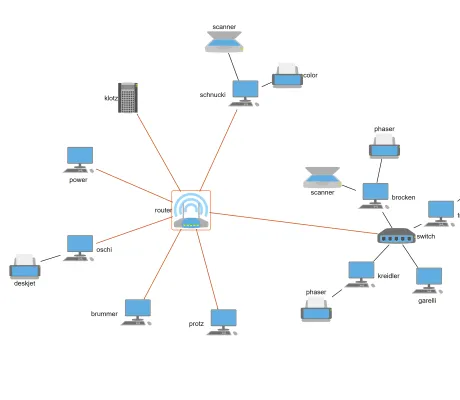 scanner
color
schnucki
klotz
phaser
power
scanner
brocken
router
switch
oschi
kreidler
deskjet
phaser
garelli
brummer
protz